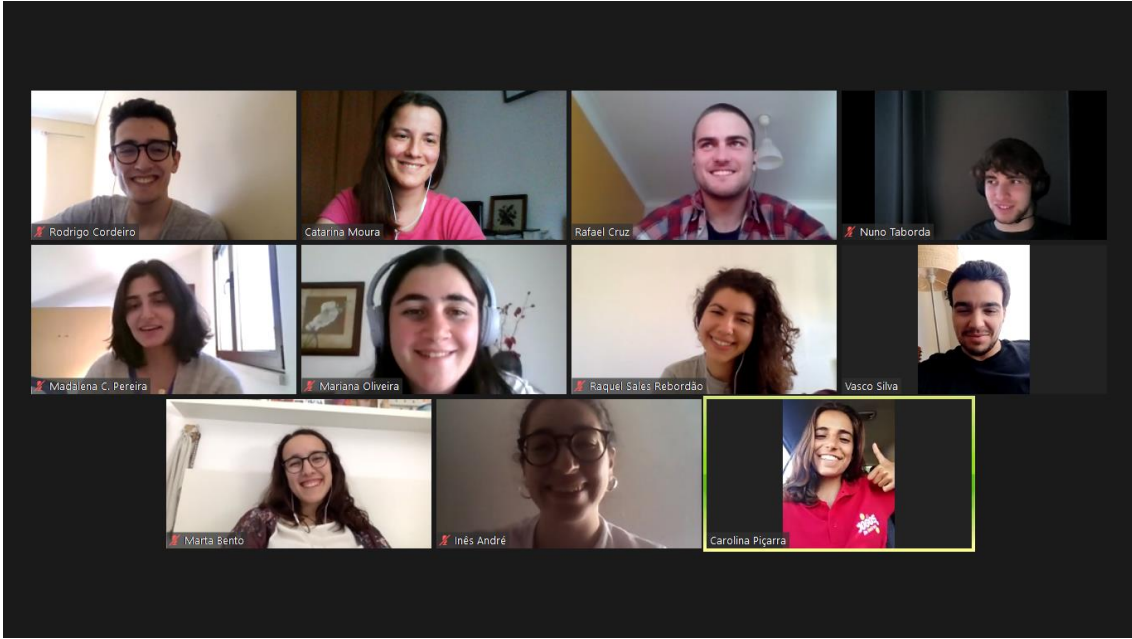 Rodrigo Cordeiro
Catarina Moura
Rafael Cruz
Nuno Taborda
Madalena C. Pereira
Mariana Oliveira
Raquel Sales Rebordão
Vasco Silva
Marta Bento
Inês André
Carolina Piçarra